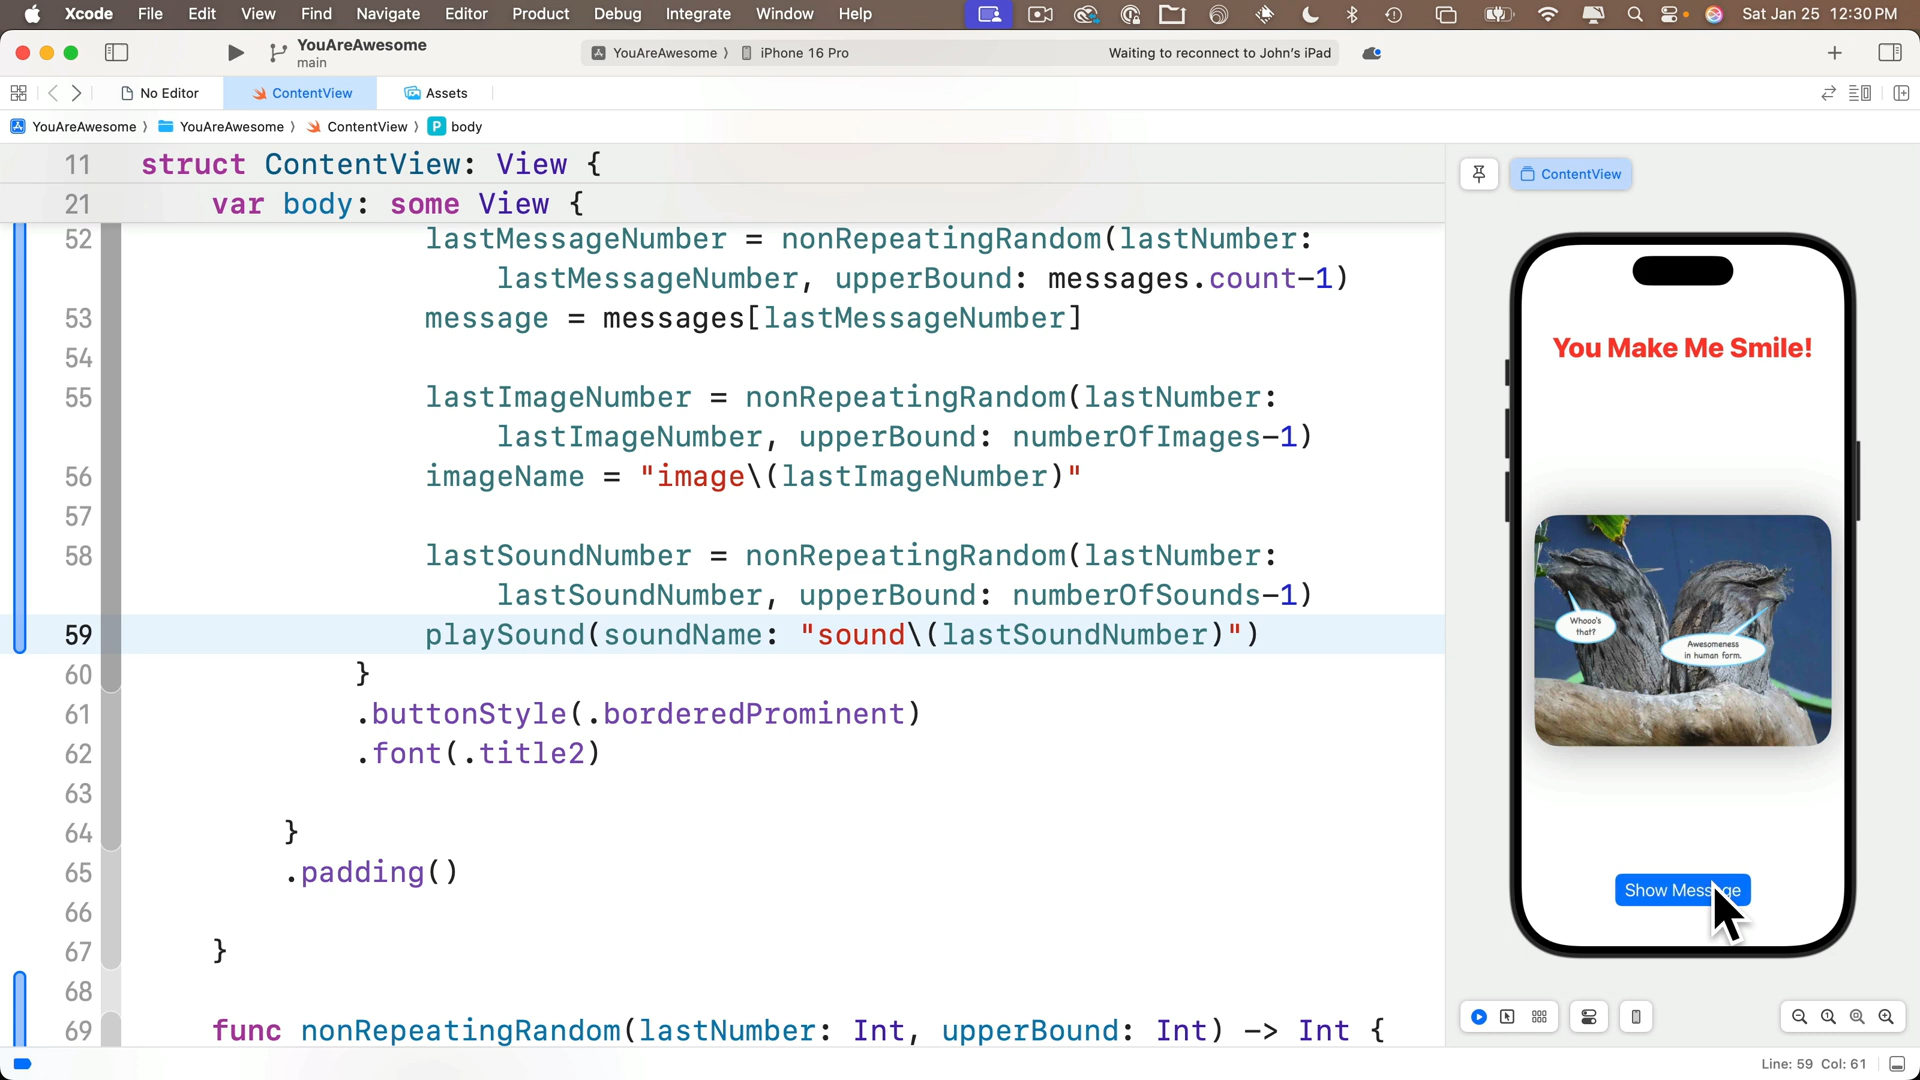 Xcode File Edit View Find Navigate Editor Product Debug Integrate Window Help Sat Jan 25 12:30 PM
YouAreAwesome
main
YouAreAwesome 〉 iPhone 16 Pro
Waiting to reconnect to John's iPad
No Editor ContentView Assets
YouAreAwesome 〉 YouAreAwesome 〉 ContentView 〉 P body
11 struct ContentView: View {
21 var body: some View {
52 lastMessageNumber = nonRepeatingRandom(lastNumber:
lastMessageNumber, upperBound: messages.count-1)
53 message = messages[lastMessageNumber]
54
55 lastImageNumber = nonRepeatingRandom(lastNumber:
lastImageNumber, upperBound: numberOfImages-1)
56 imageName = "image\(lastImageNumber)"
57
58 lastSoundNumber = nonRepeatingRandom(lastNumber:
lastSoundNumber, upperBound: numberOfSounds-1)
59 playSound(soundName: "sound\(lastSoundNumber)")
60 }
61 .buttonStyle(.borderedProminent)
62 .font(.title2)
63
64 }
65 .padding()
66
67 }
68
69 func nonRepeatingRandom(lastNumber: Int, upperBound: Int) -> Int {
ContentView
You Make Me Smile!
Whooo's
that?
Awesomeness
in human form.
Show Message
Line: 59 Col: 61